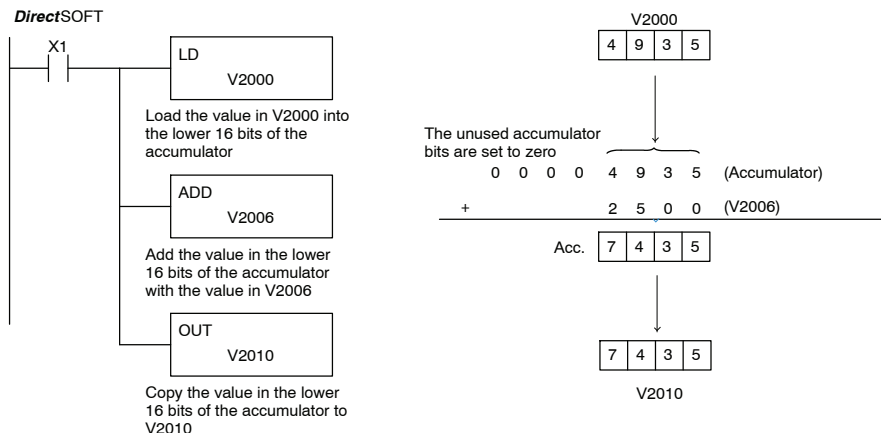 DirectSOFT
X1
LD
V2000
Load the value in V2000 into
the lower 16 bits of the
accumulator
ADD
V2006
Add the value in the lower
16 bits of the accumulator
with the value in V2006
OUT
V2010
Copy the value in the lower
16 bits of the accumulator to
V2010
V2000
4 9 3 5
The unused accumulator
bits are set to zero
0 0 0 0 4 9 3 5 (Accumulator)
+ 2 5 0 0 (V2006)
Acc. 7 4 3 5
7 4 3 5
V2010